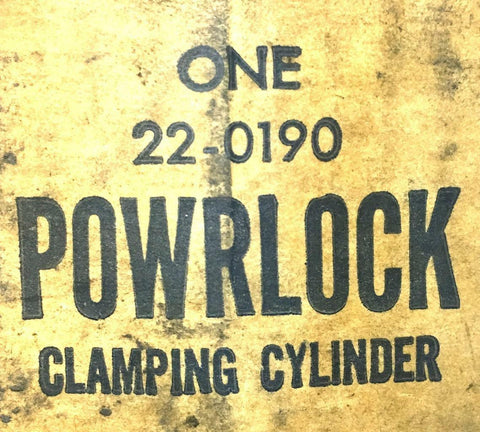 ONE
22-0190
POWRLOCK
CLAMPING CYLINDER